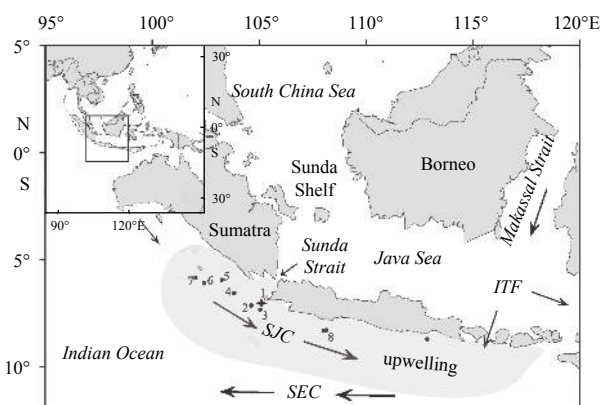 95° 100° 105° 110° 115° 120°
5°
N
0°
S
5°
10°
30°
N
0°
S
30°
90° 120°
South China Sea
Sunda
Shelf
Borneo
Makassal Strait
Sumatra
Sunda
Strait
Java Sea
ITF
7 6 5 4 2 1 3
SJC
8
upwelling
Indian Ocean
SEC